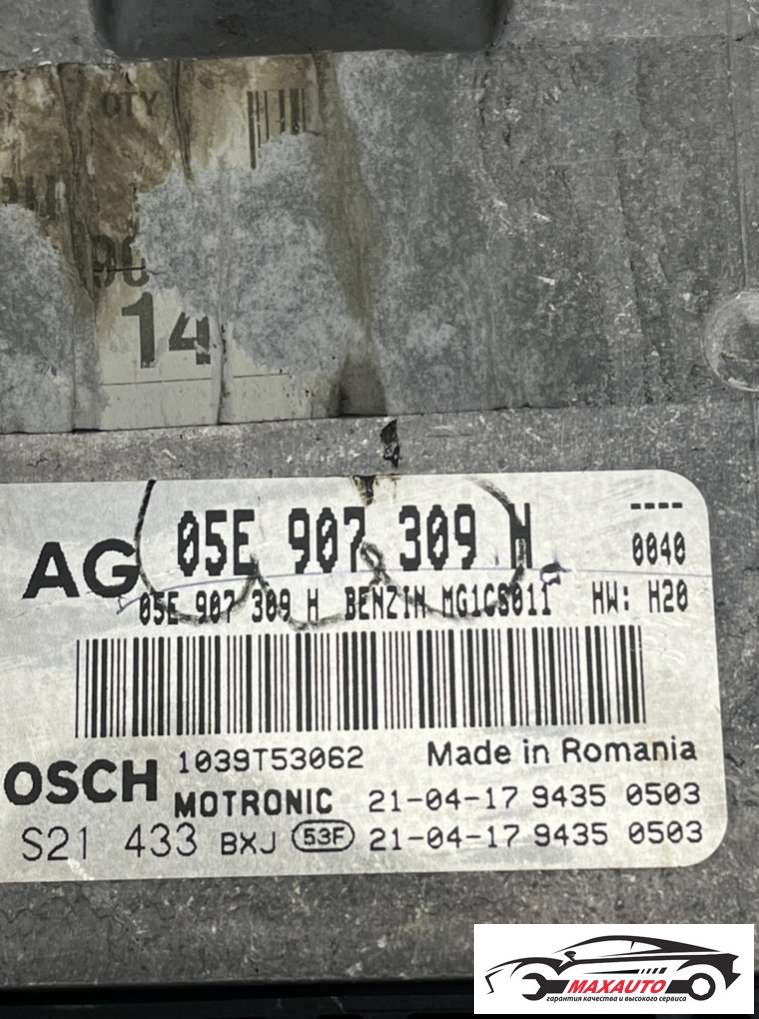 QTY
14
----
AG 05E 907 309 N 0040
05E 907 309 H BENZIN MG1CS011 HW: H20
OSCH 1039T53062 Made in Romania
MOTRONIC 21-04-17 9435 0503
S21 433 BXJ 53F 21-04-17 9435 0503
MAXAUTO
гарантия качества и высокого сервиса